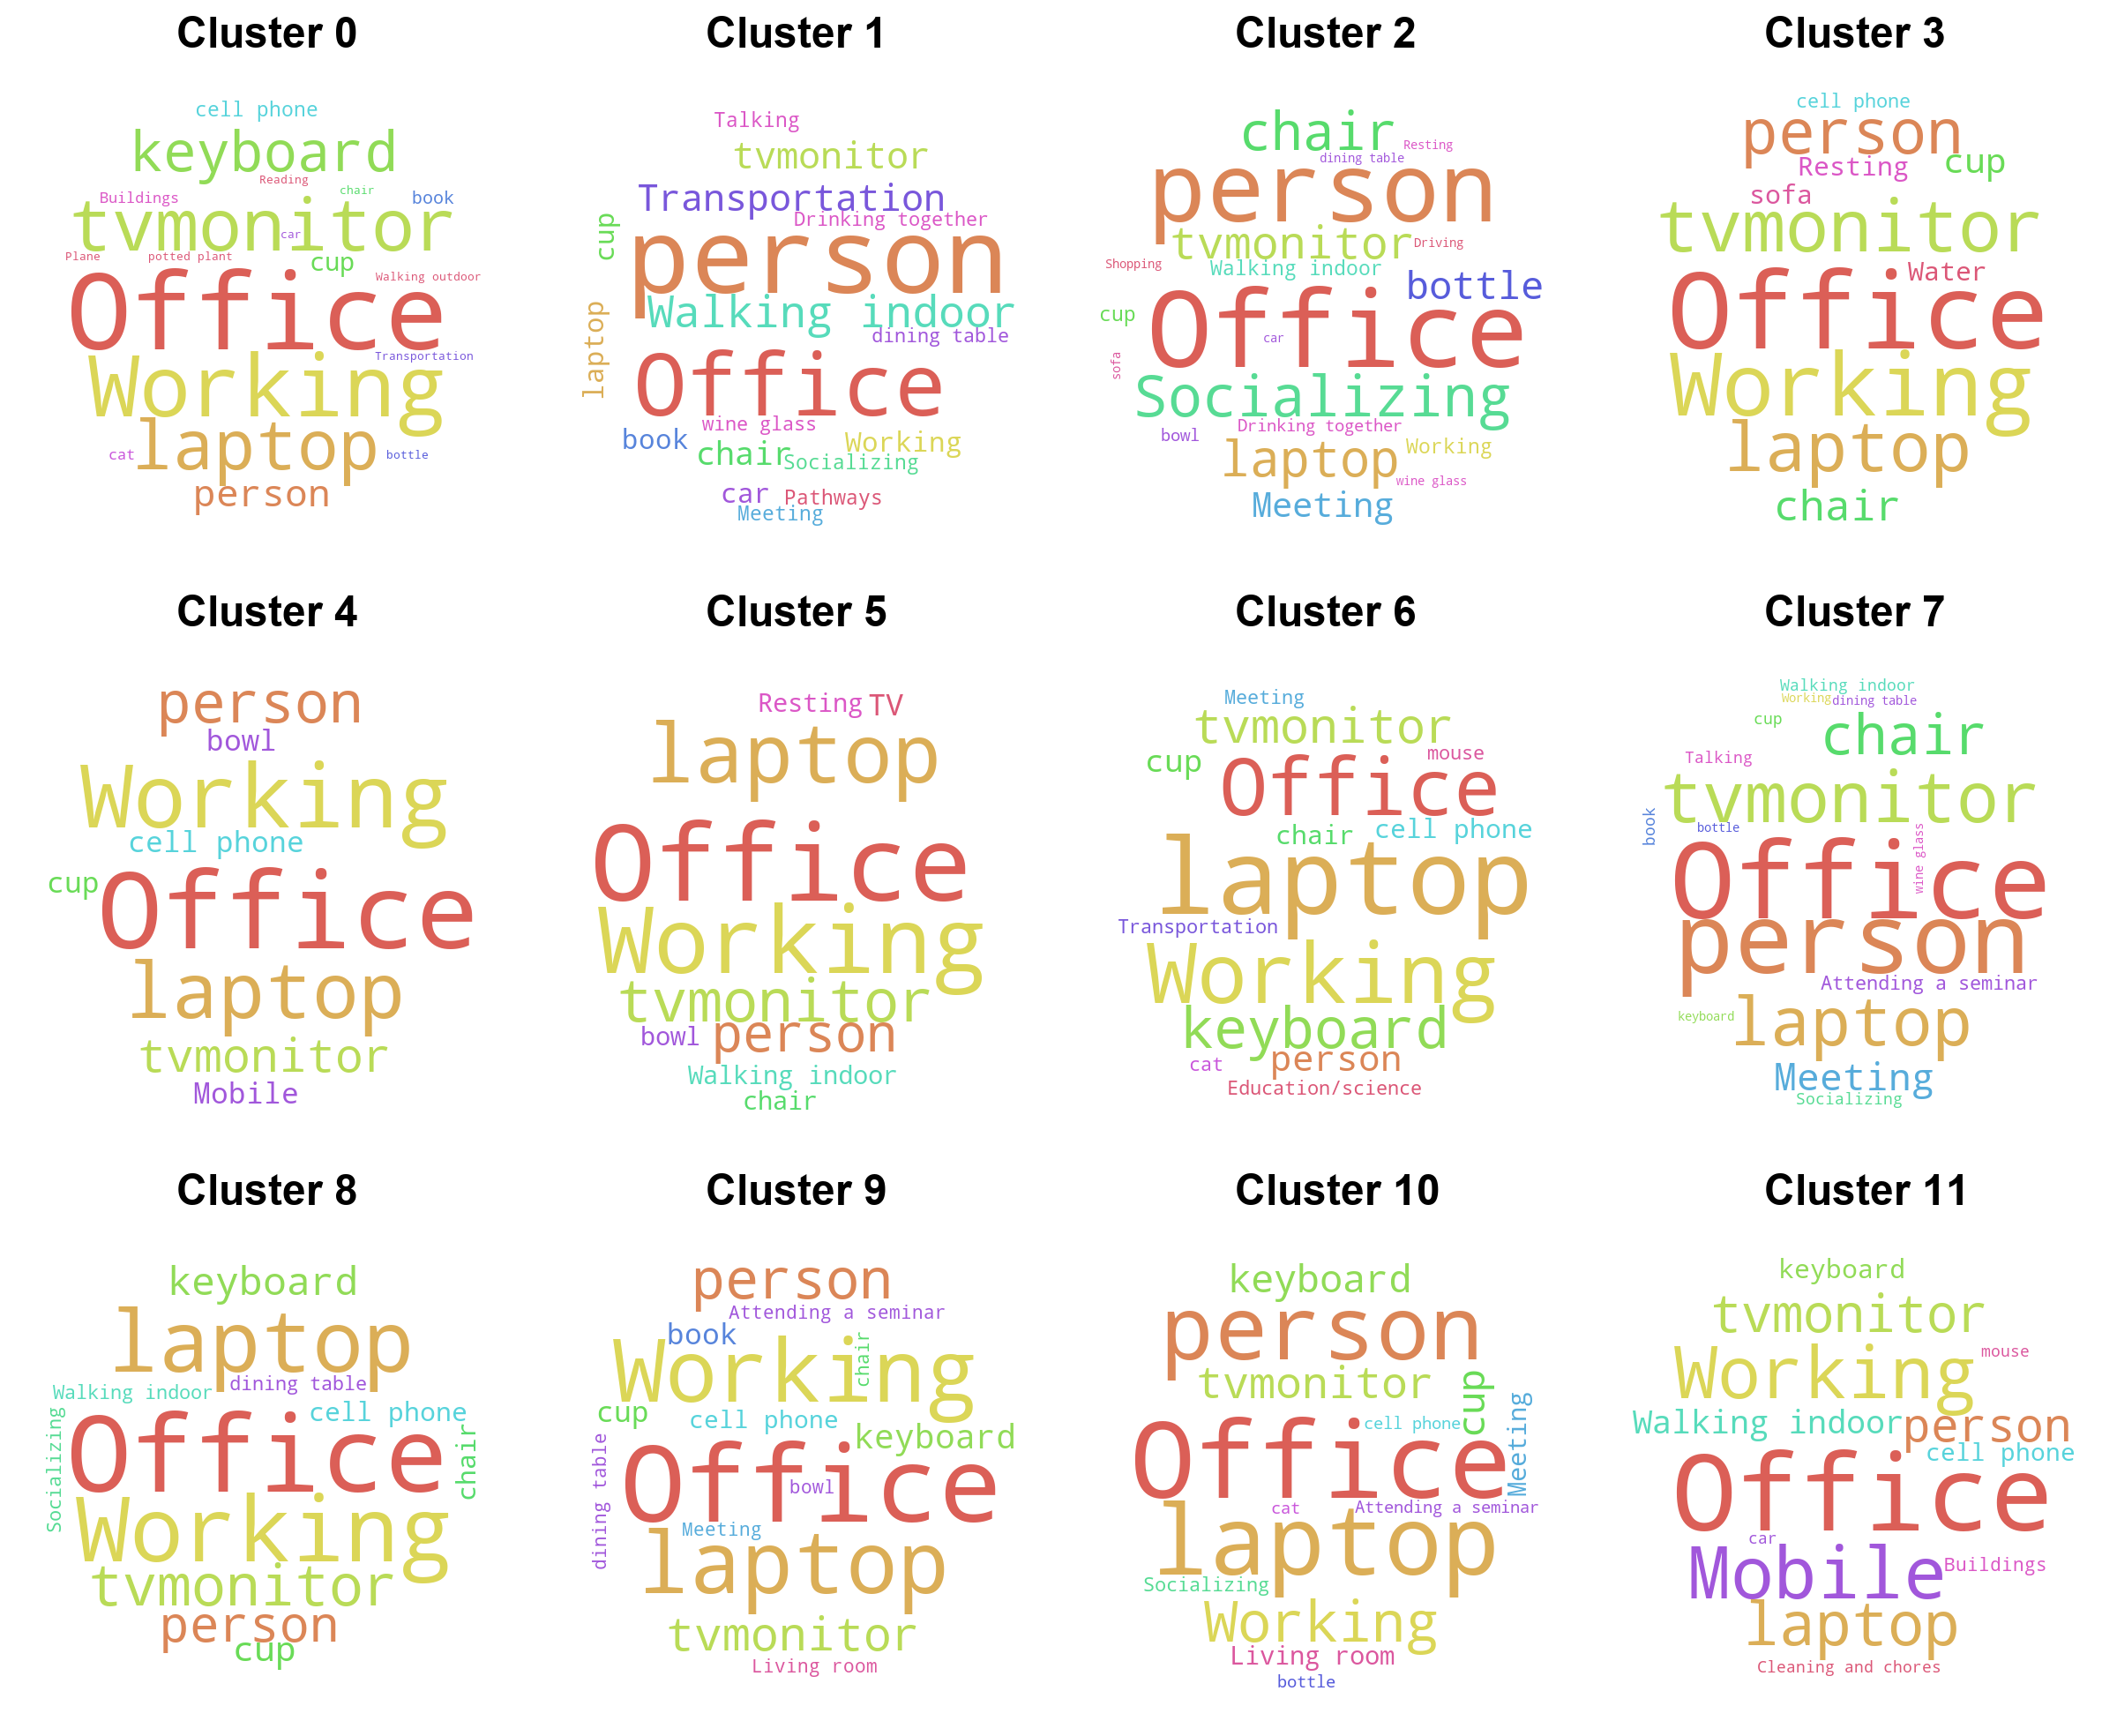 Cluster 0
cell phone
keyboard
Reading
Buildings
chair
book
tvmonitor
car
Plane
potted plant
cup
Office
Walking outdoor
Working
Transportation
laptop
cat
bottle
person
Cluster 1
Talking
tvmonitor
Transportation
Drinking together
cup
person
Walking indoor
dining table
laptop
Office
wine glass
book
chair
Working
Socializing
car
Pathways
Meeting
Cluster 2
chair
Resting
dining table
person
tvmonitor
Driving
Shopping
Walking indoor
bottle
cup
Office
car
sofa
Socializing
Drinking together
bowl
laptop
Working
wine glass
Meeting
Cluster 3
cell phone
person
Resting
cup
sofa
tvmonitor
Water
Office
Working
laptop
chair
Cluster 4
person
bowl
Working
cell phone
cup
Office
laptop
tvmonitor
Mobile
Cluster 5
Resting
TV
laptop
Office
Working
tvmonitor
person
bowl
Walking indoor
chair
Cluster 6
Meeting
tvmonitor
mouse
cup
Office
chair
cell phone
laptop
Transportation
Working
keyboard
person
cat
Education/science
Cluster 7
Walking indoor
Working
dining table
cup
chair
Talking
tvmonitor
book
bottle
Office
wine glass
person
Attending a seminar
keyboard
laptop
Meeting
Socializing
Cluster 8
keyboard
laptop
dining table
Walking indoor
cell phone
Socializing
Office
chair
Working
tvmonitor
person
cup
Cluster 9
person
Attending a seminar
book
Working
chair
cup
cell phone
keyboard
dining table
Office
bowl
Meeting
laptop
tvmonitor
Living room
Cluster 10
keyboard
person
tvmonitor
cup
cell phone
Meeting
Office
cat
Attending a seminar
laptop
Socializing
Working
Living room
bottle
Cluster 11
keyboard
tvmonitor
mouse
Working
Walking indoor
person
cell phone
Office
car
Mobile
Buildings
laptop
Cleaning and chores